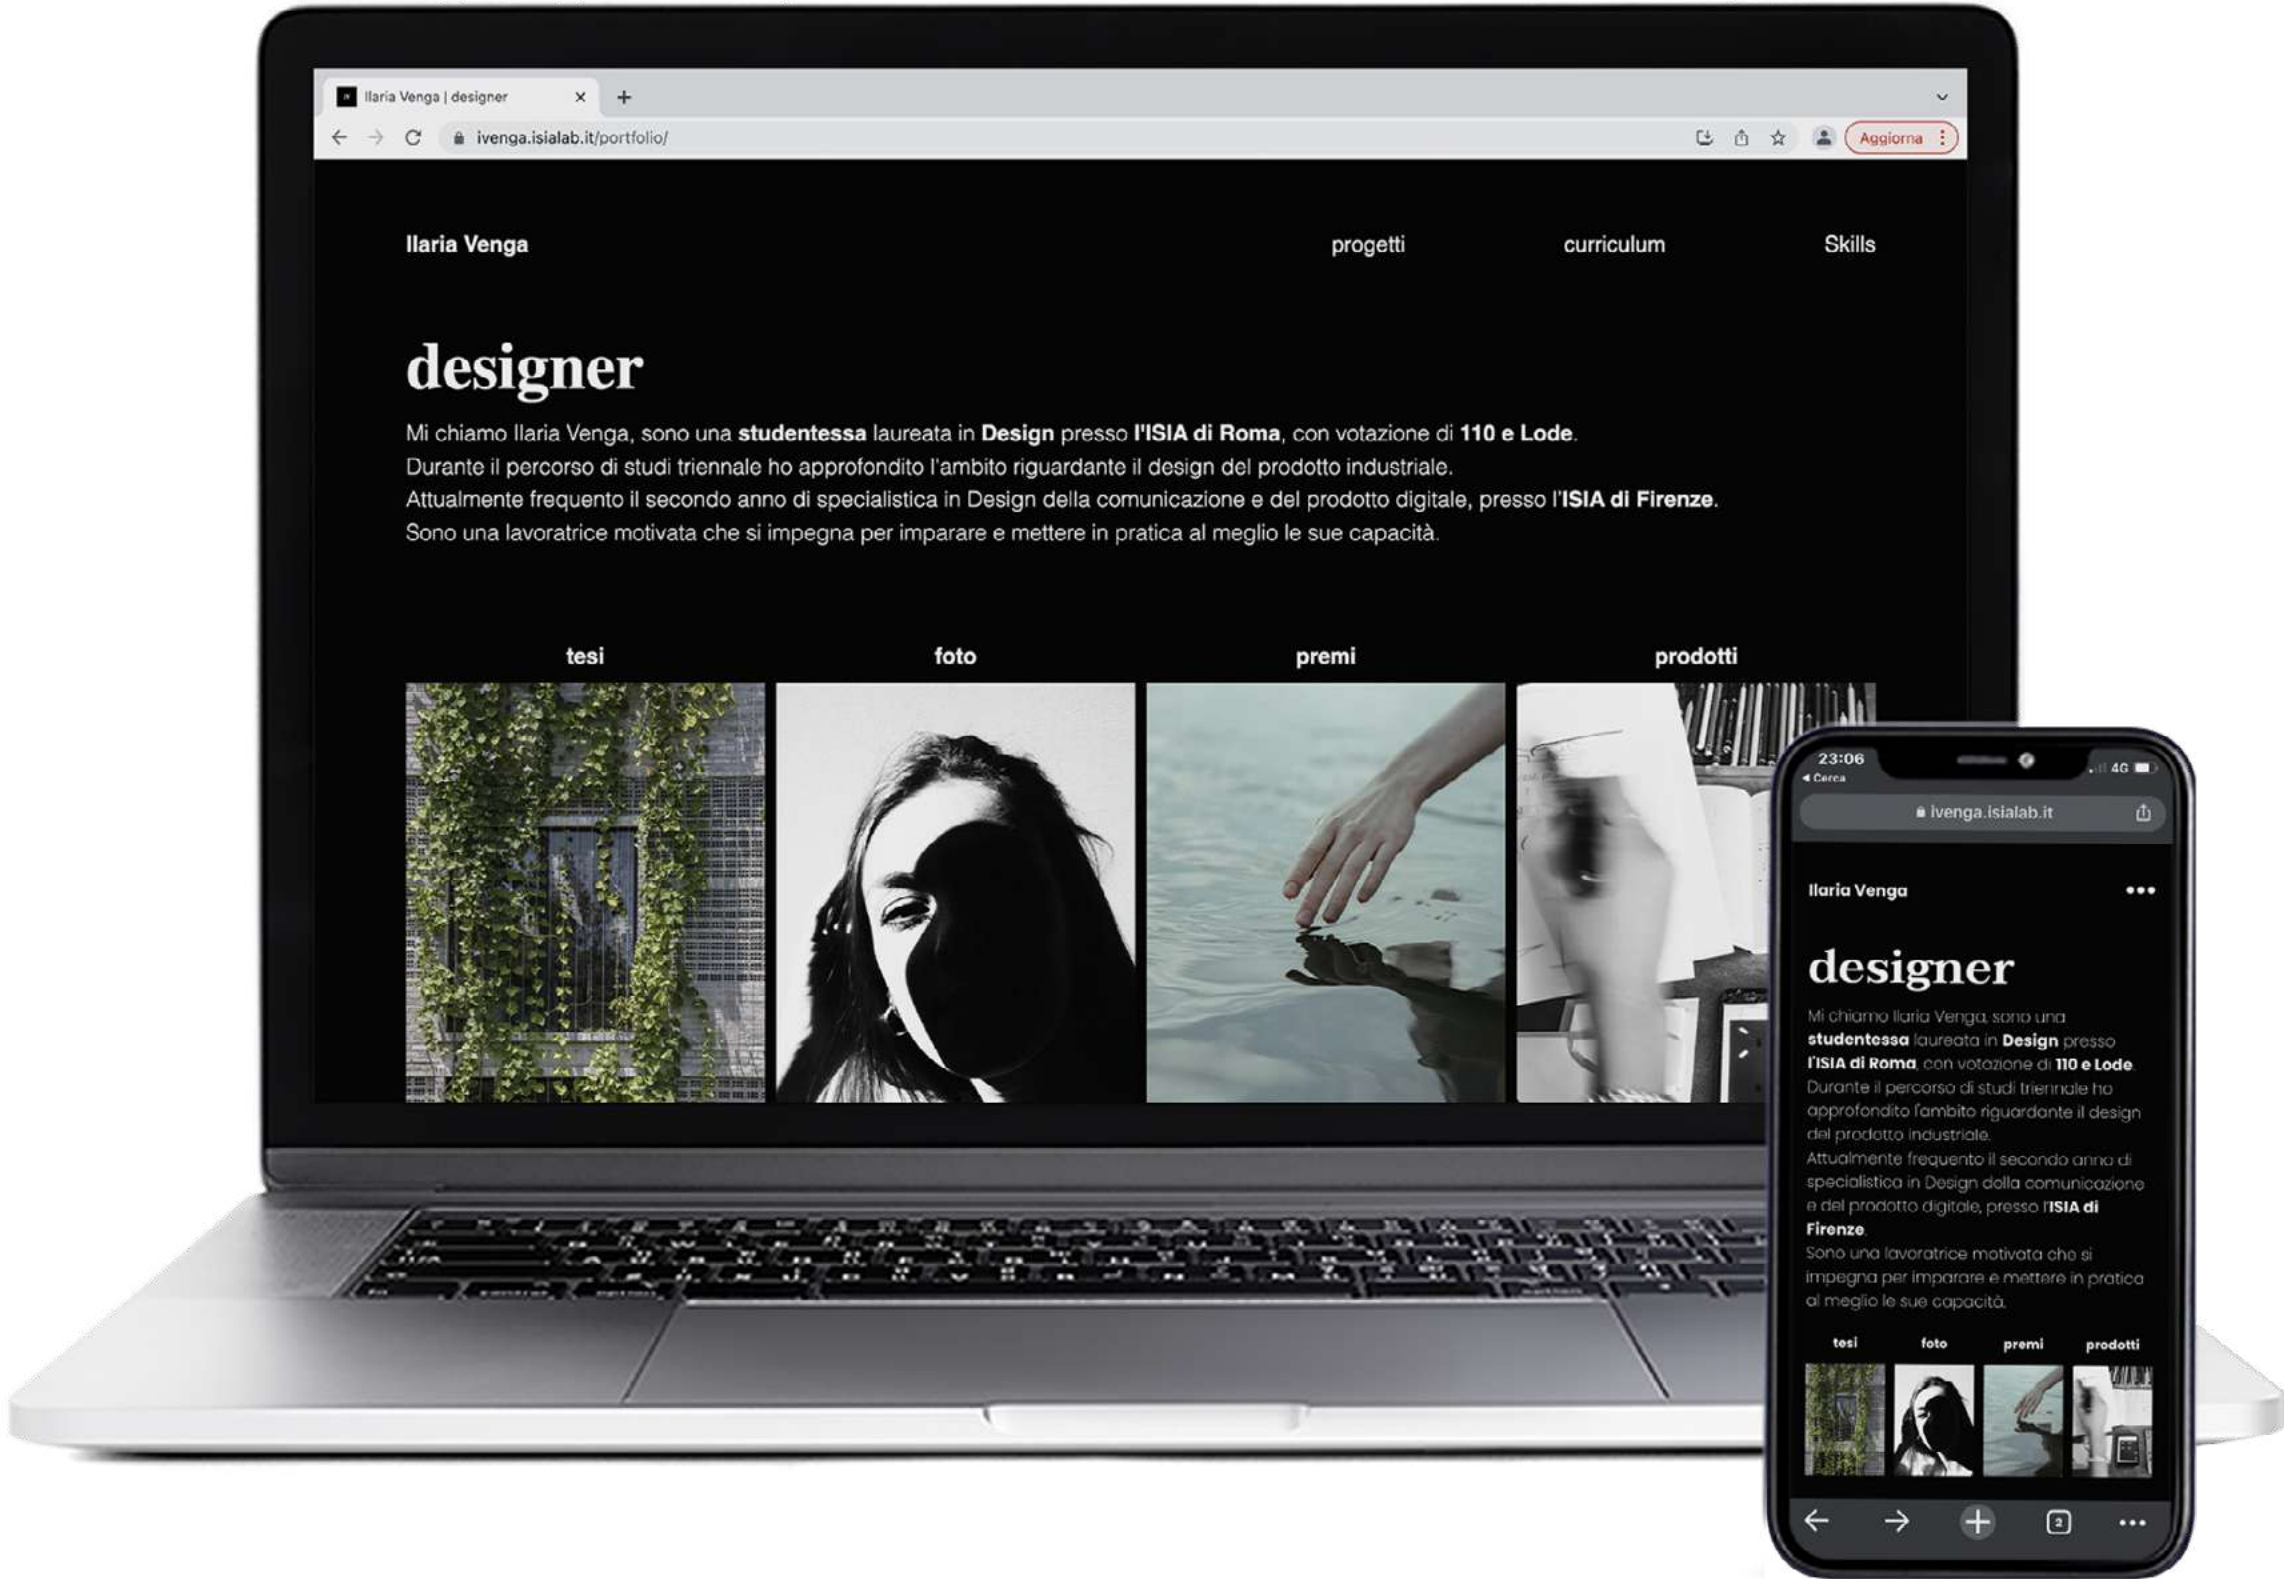 Ilaria Venga | designer
ivenga.isialab.it/portfolio/
Aggiorna
Ilaria Venga
progetti
curriculum
Skills
designer
Mi chiamo Ilaria Venga, sono una studentessa laureata in Design presso l'ISIA di Roma, con votazione di 110 e Lode.
Durante il percorso di studi triennale ho approfondito l'ambito riguardante il design del prodotto industriale.
Attualmente frequento il secondo anno di specialistica in Design della comunicazione e del prodotto digitale, presso l'ISIA di Firenze.
Sono una lavoratrice motivata che si impegna per imparare e mettere in pratica al meglio le sue capacità.
tesi
foto
premi
prodotti
23:06
4G
Cerca
ivenga.isialab.it
Ilaria Venga
designer
Mi chiamo Ilaria Venga, sono una
studentessa laureata in Design presso
l'ISIA di Roma, con votazione di 110 e Lode.
Durante il percorso di studi triennale ho
approfondito l'ambito riguardante il design
del prodotto industriale.
Attualmente frequento il secondo anno di
specialistica in Design della comunicazione
e del prodotto digitale, presso l'ISIA di
Firenze.
Sono una lavoratrice motivata che si
impegna per imparare e mettere in pratica
al meglio le sue capacità.
tesi
foto
premi
prodotti
2